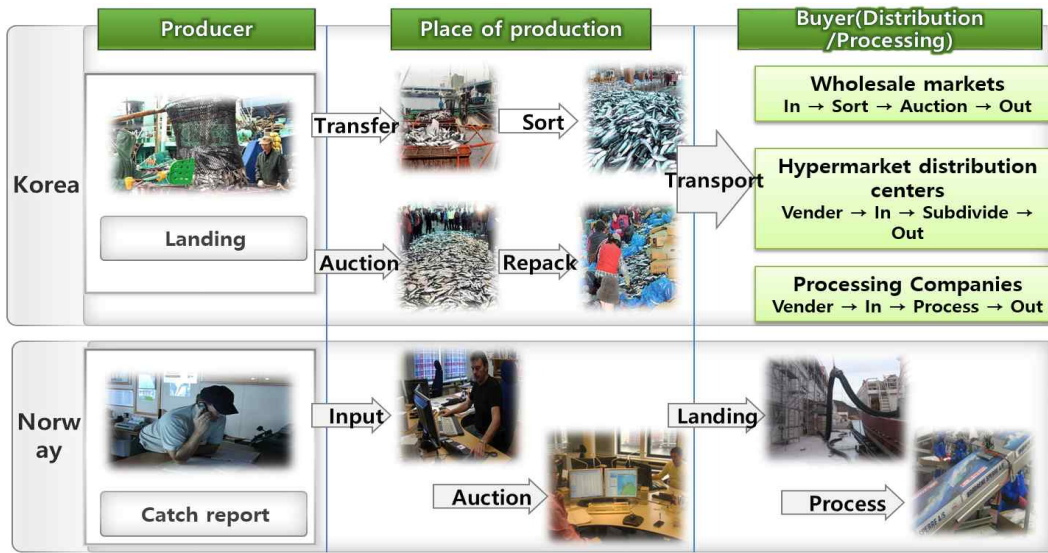 Producer
Place of production
Buyer(Distribution
/Processing)
Korea
Landing
Transfer
Sort
Auction
Repack
Transport
Wholesale markets
In → Sort → Auction → Out
Hypermarket distribution
centers
Vender → In → Subdivide →
Out
Processing Companies
Vender → In → Process → Out
Norw
ay
Catch report
Input
Auction
Landing
Process